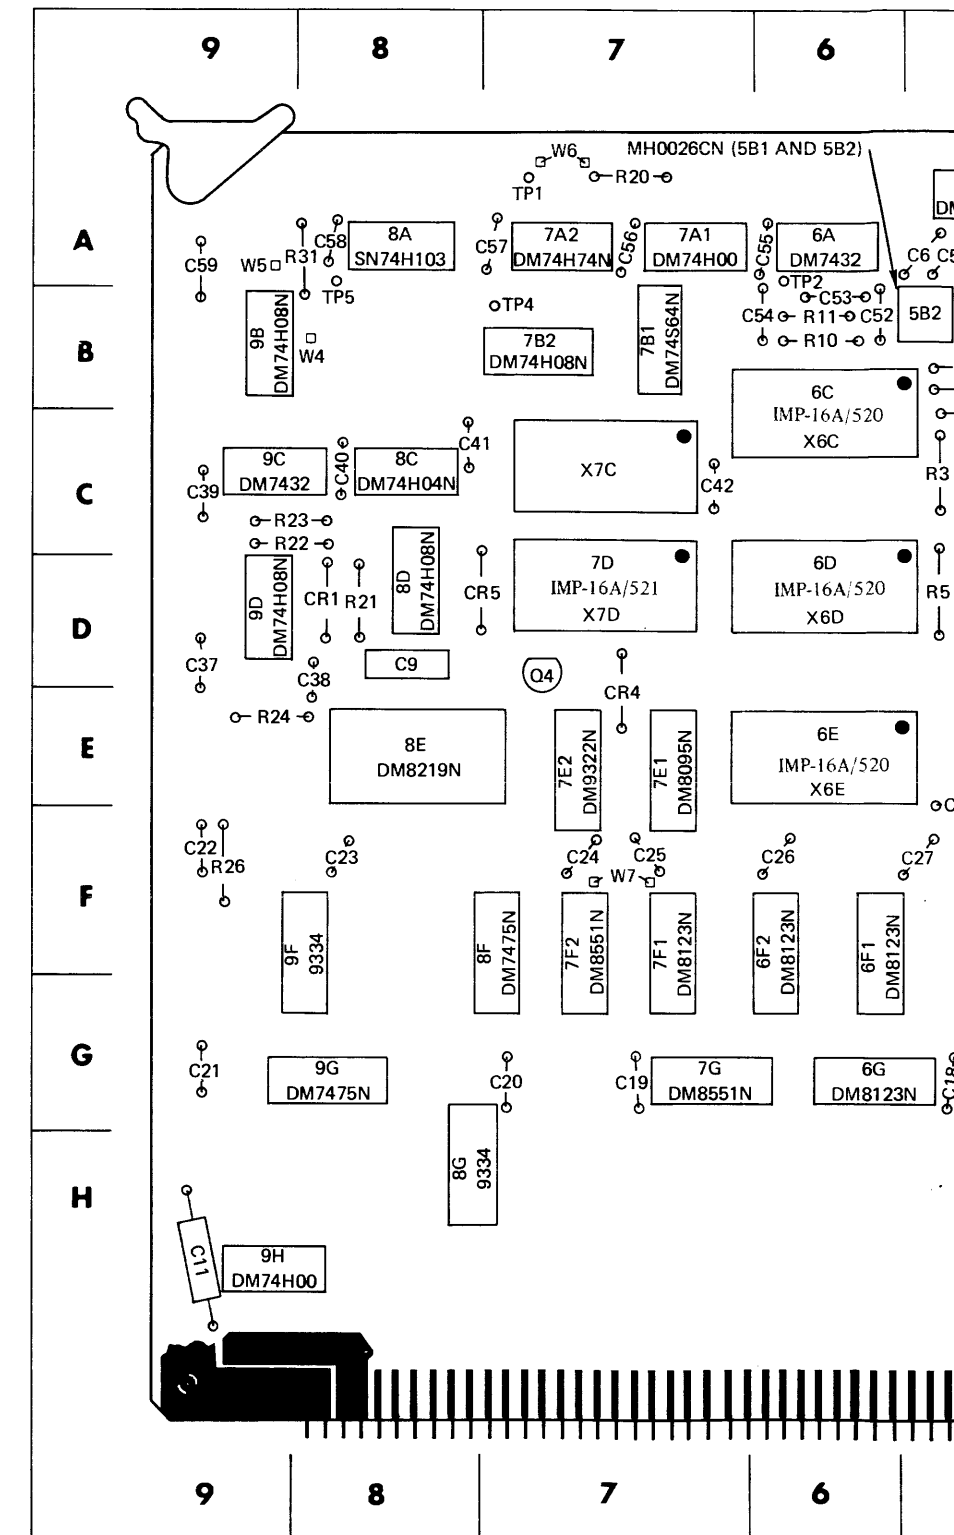 9 8 7 6
W6
MH0026CN (5B1 AND 5B2)
R20
TP1
DM
A
C59
W5
R31
C58
8A
SN74H103
C57
7A2
DM74H74N
C56
7A1
DM74H00
C55
6A
DM7432
C6
TP5
TP4
TP2
C53
B
9B
DM74H08N
W4
7B2
DM74H08N
7B1
DM74S64N
C54
R11
C52
R10
5B2
6C
IMP-16A/520
X6C
C
C39
9C
DM7432
C40
8C
DM74H04N
C41
X7C
C42
R3
R23
R22
D
9D
DM74H08N
CR1
R21
8D
DM74H08N
CR5
7D
IMP-16A/521
X7D
6D
IMP-16A/520
X6D
R5
C37
C38
C9
Q4
CR4
E
R24
8E
DM8219N
7E2
DM9322N
7E1
DM8095N
6E
IMP-16A/520
X6E
C
F
C22
R26
C23
C24
C25
W7
C26
C27
9F
9334
8F
DM7475N
7F2
DM8551N
7F1
DM8123N
6F2
DM8123N
6F1
DM8123N
G
C21
9G
DM7475N
C20
C19
7G
DM8551N
6G
DM8123N
C18
H
8G
9334
C11
9H
DM74H00
9 8 7 6